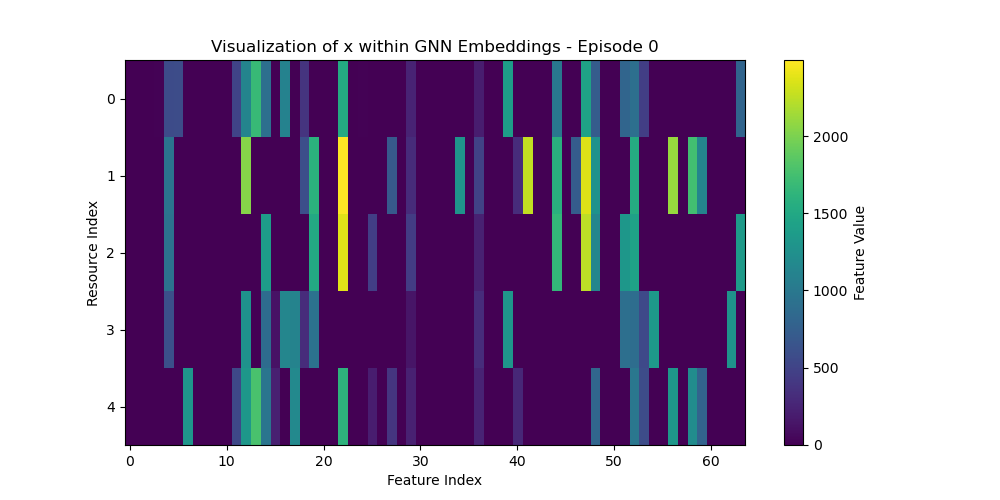 Visualization of x within GNN Embeddings - Episode 0
Resource Index
0
1
2
3
4
0 10 20 30 40 50 60
Feature Index
2000
1500
1000
500
0
Feature Value